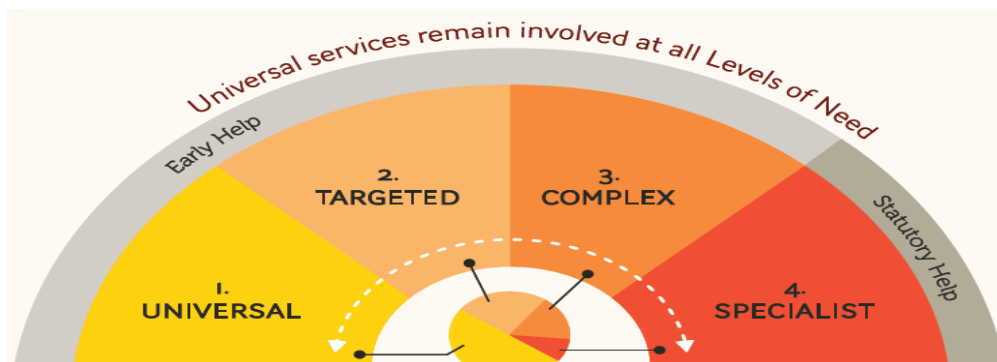 Universal services remain involved at all Levels of Need
Early Help
2.
TARGETED
3.
COMPLEX
Statutory Help
1.
UNIVERSAL
4.
SPECIALIST